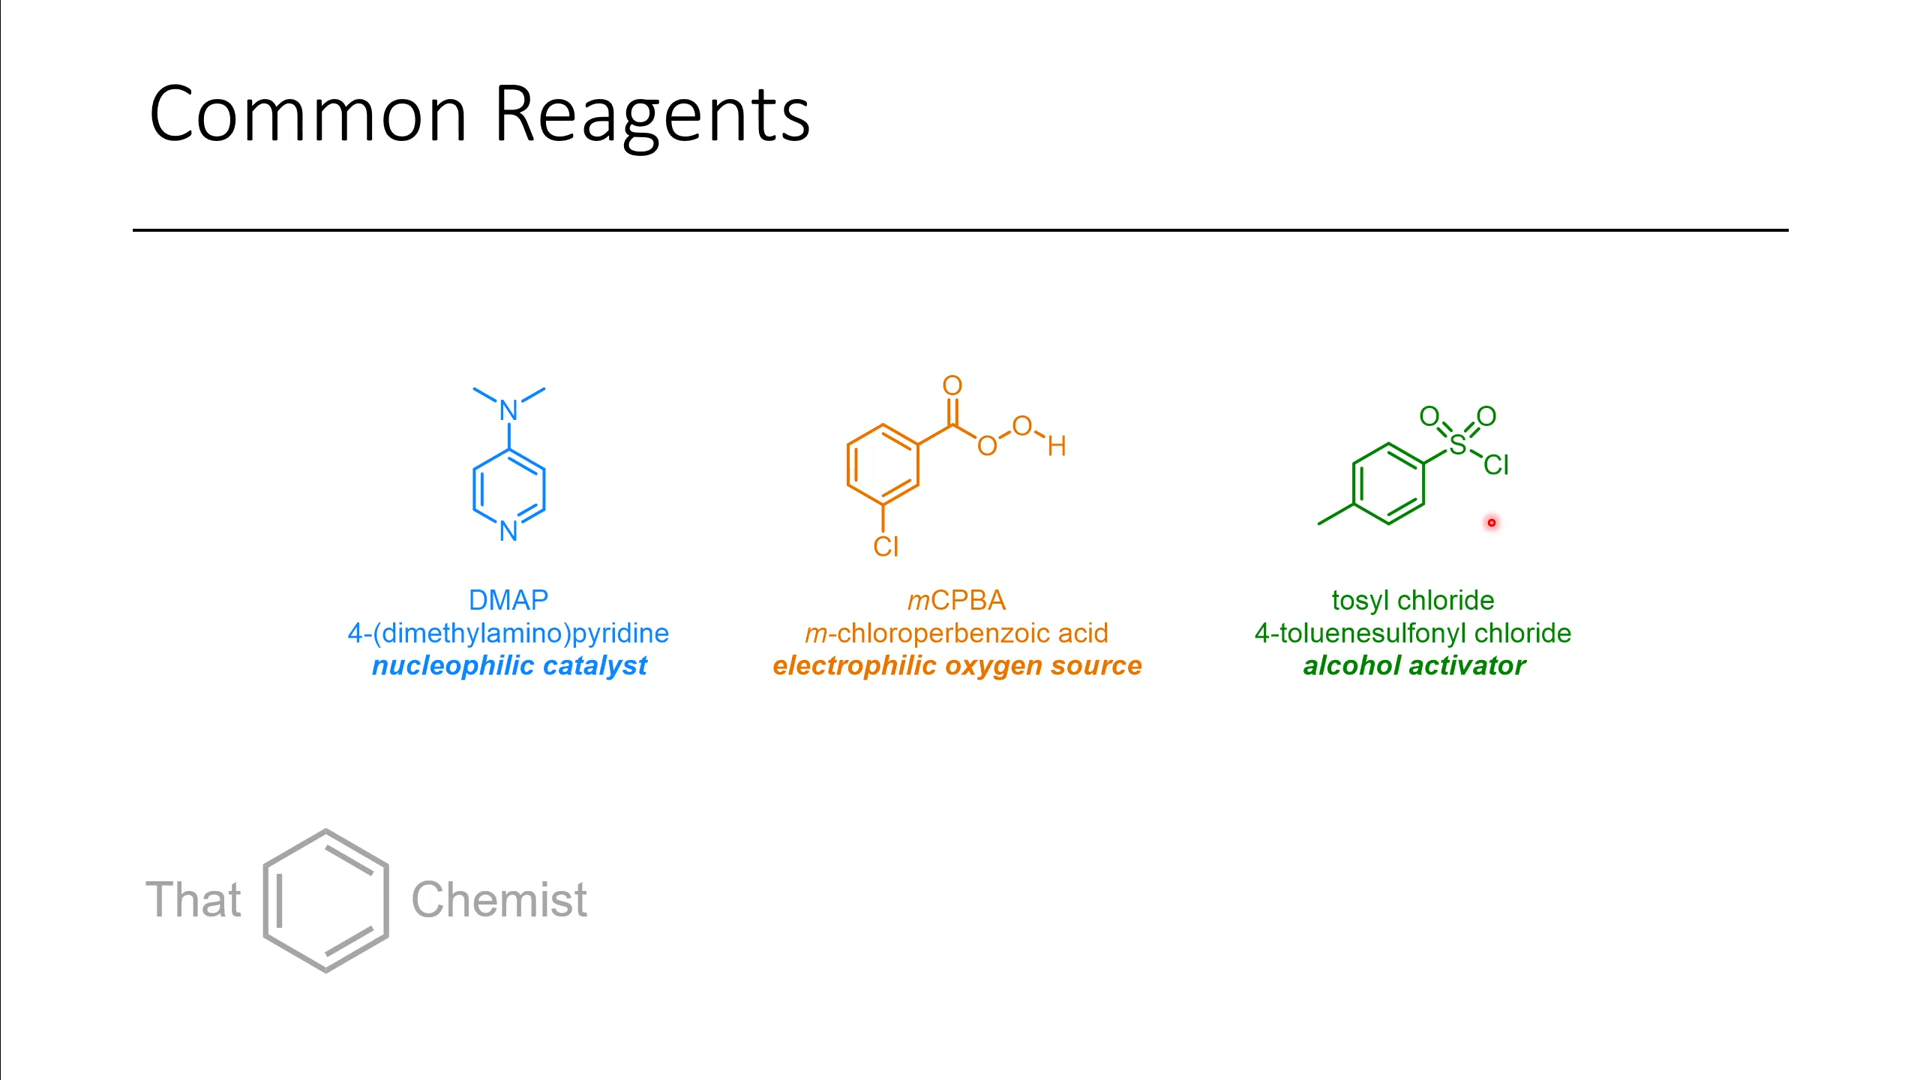 Common Reagents
N
N
DMAP
4-(dimethylamino)pyridine
nucleophilic catalyst
O
O
O
H
Cl
mCPBA
m-chloroperbenzoic acid
electrophilic oxygen source
O O
S
Cl
tosyl chloride
4-toluenesulfonyl chloride
alcohol activator
That Chemist